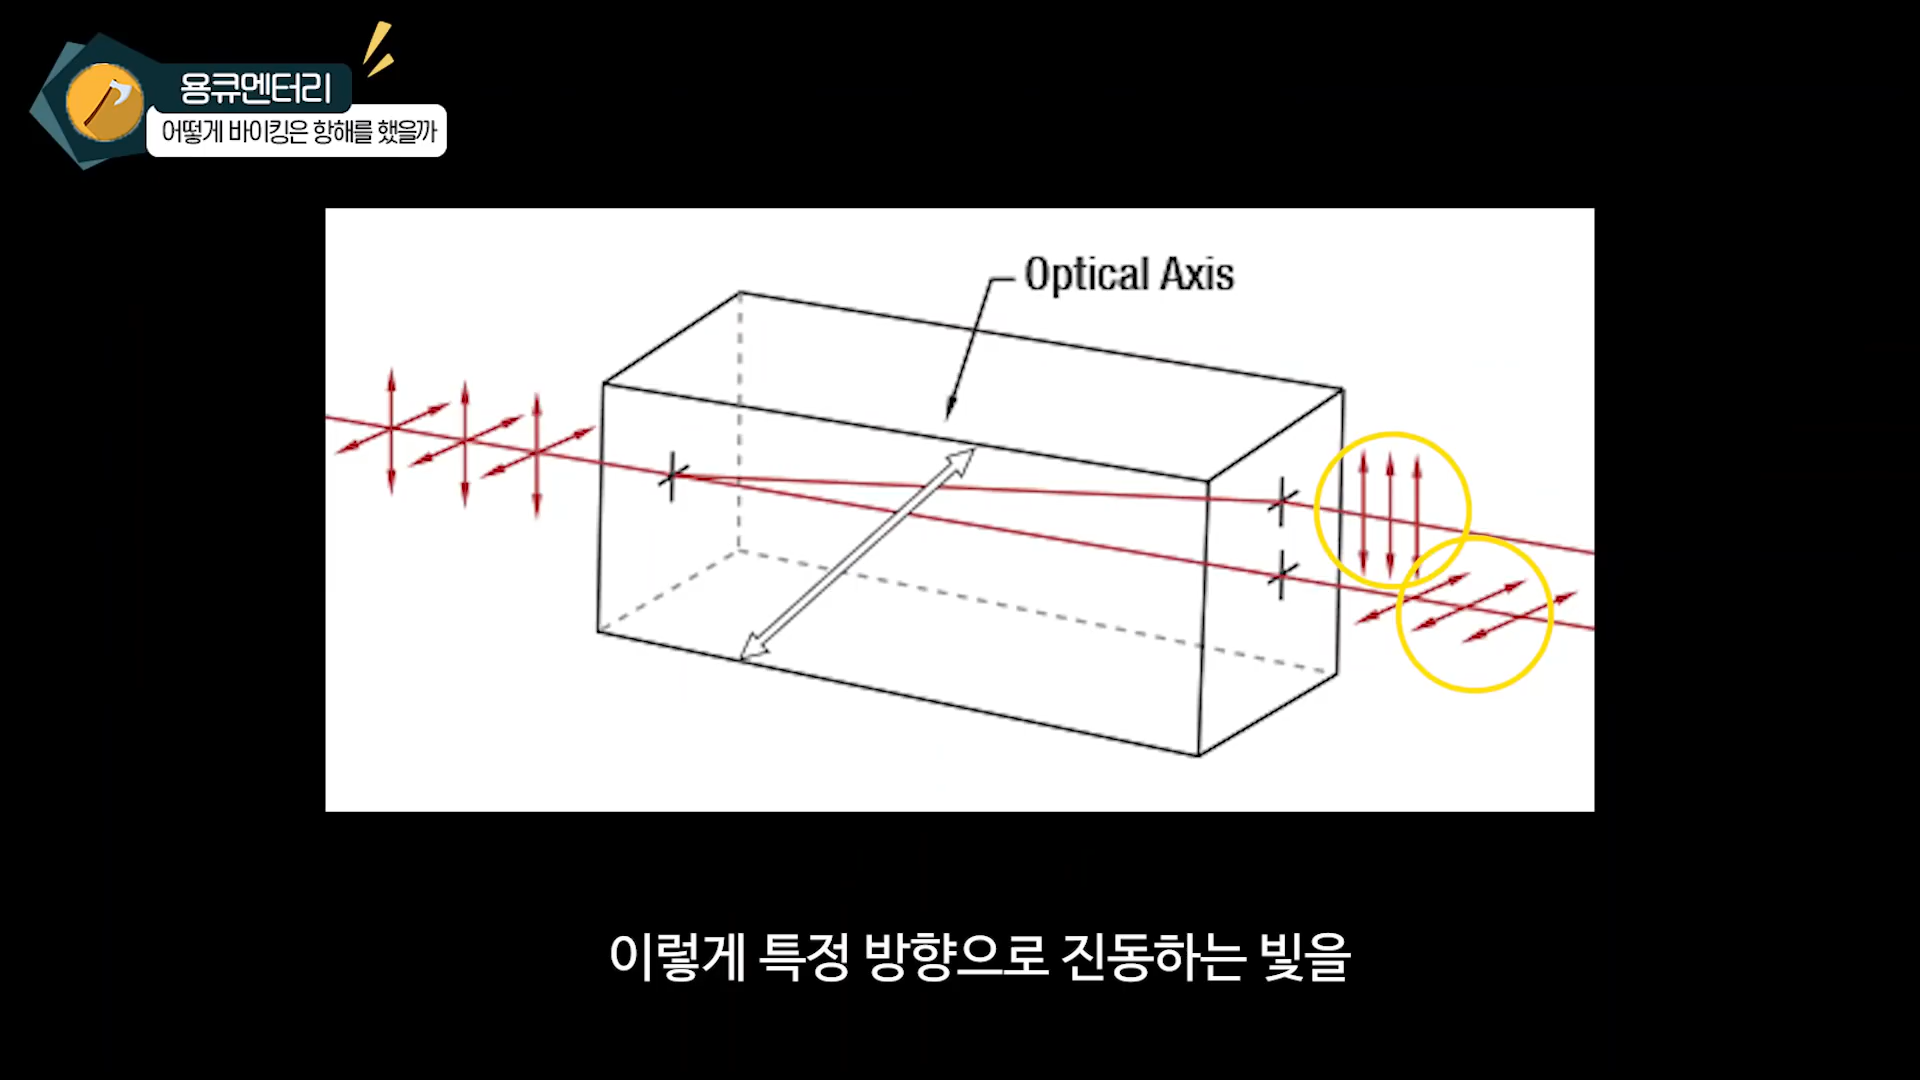 용큐멘터리
어떻게 바이킹은 항해를 했을까
Optical Axis
이렇게 특정 방향으로 진동하는 빛을